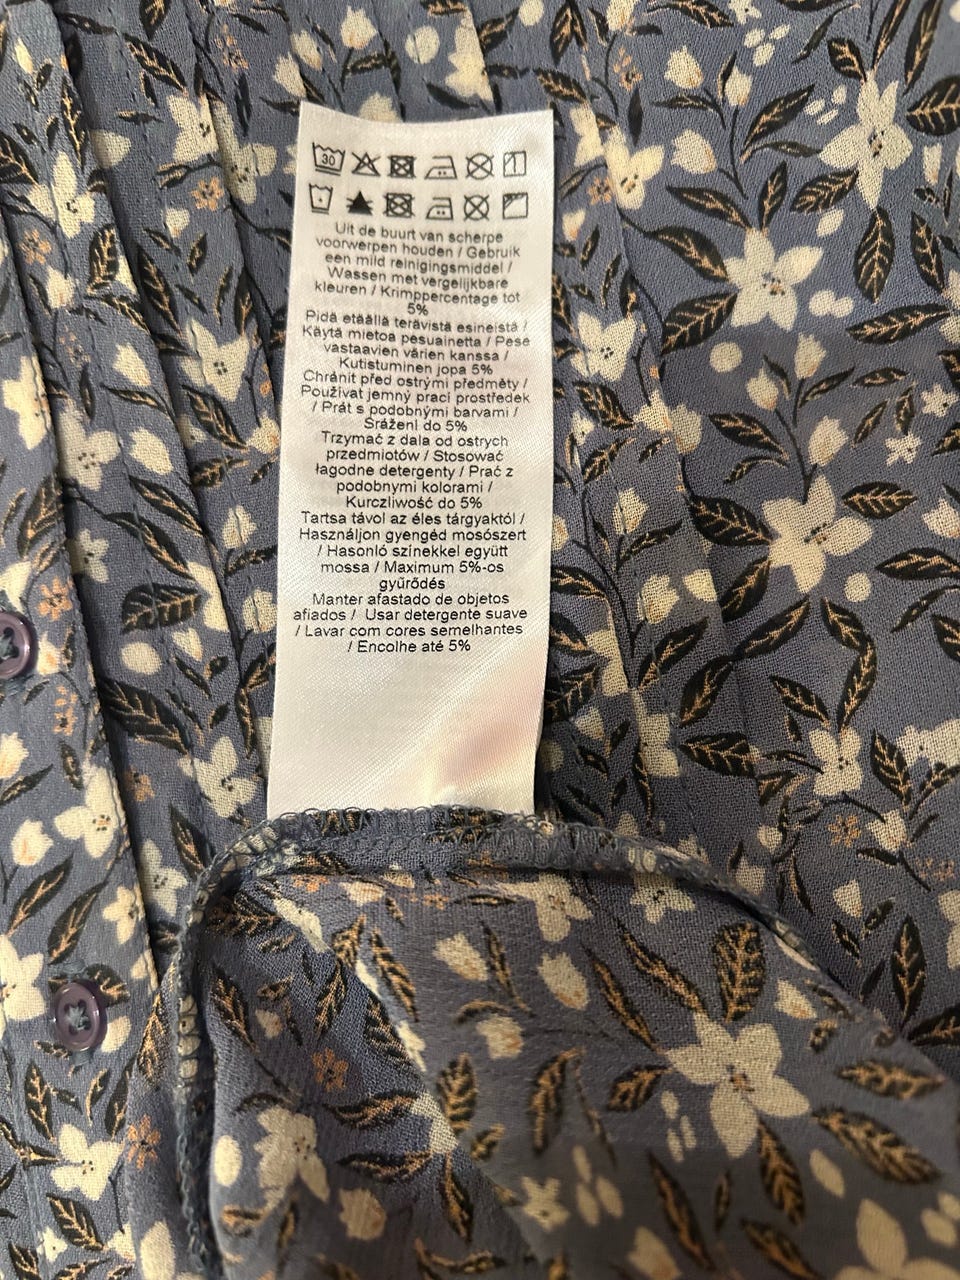 30
Uit de buurt van scherpe
voorwerpen houden / Gebruik
een mild reinigingsmiddel /
Wassen met vergelijkbare
kleuren / Krimppercentage tot
5%
Pidä etäällä terävistä esineistä /
Käytä mietoa pesuainetta / Pese
vastaavien värien kanssa /
Kutistuminen jopa 5%
Chránit před ostrými předměty /
Používat jemný prací prostředek
/ Prát s podobnými barvami /
Srážení do 5%
Trzymać z dala od ostrych
przedmiotów / Stosować
łagodne detergenty / Prać z
podobnymi kolorami /
Kurczliwość do 5%
Tartsa távol az éles tárgyaktól /
Használjon gyengéd mosószert
/ Hasonló színekkel együtt
mossa / Maximum 5%-os
gyűrődés
Manter afastado de objetos
afiados / Usar detergente suave
/ Lavar com cores semelhantes
/ Encolhe até 5%